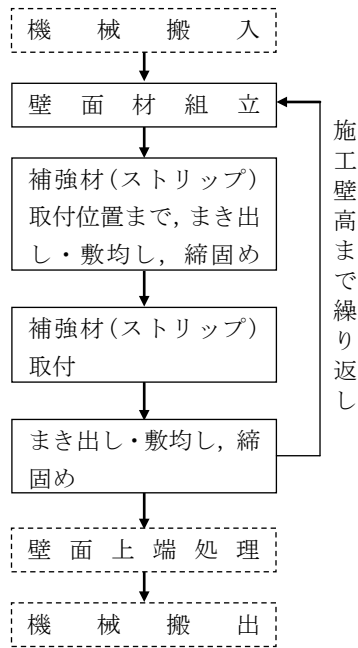 機械搬入
壁面材組立
補強材(ストリップ)
取付位置まで, まき出
し・敷均し, 締固め
補強材(ストリップ)
取付
まき出し・敷均し, 締
固め
壁面上端処理
機械搬出
施工壁高まで繰り返し